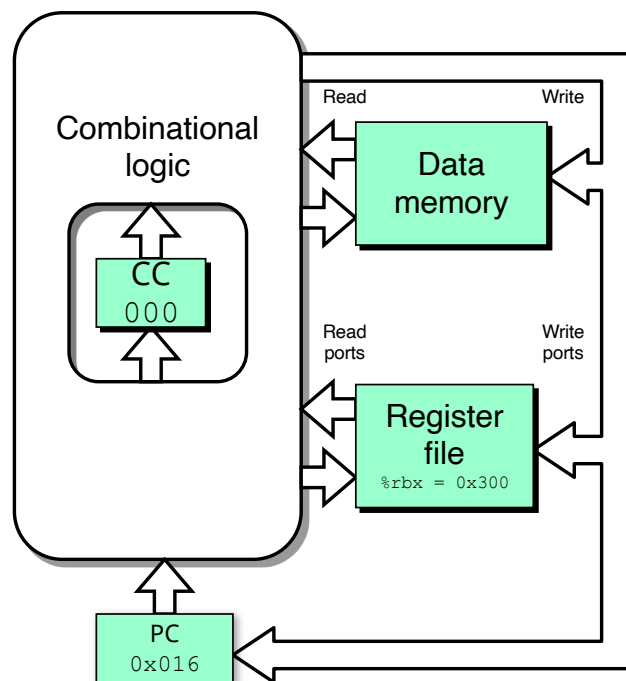 Combinational
logic
CC
000
Read
Write
Data
memory
Read
ports
Write
ports
Register
file
%rbx = 0x300
PC
0x016